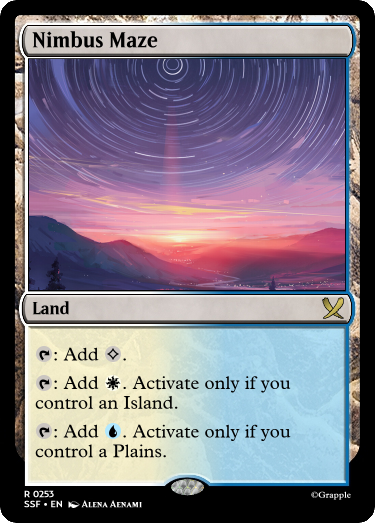 Nimbus Maze
Land
: Add .
: Add . Activate only if you
control an Island.
: Add . Activate only if you
control a Plains.
R 0253
SSF • EN Alena Aenami
©Grapple